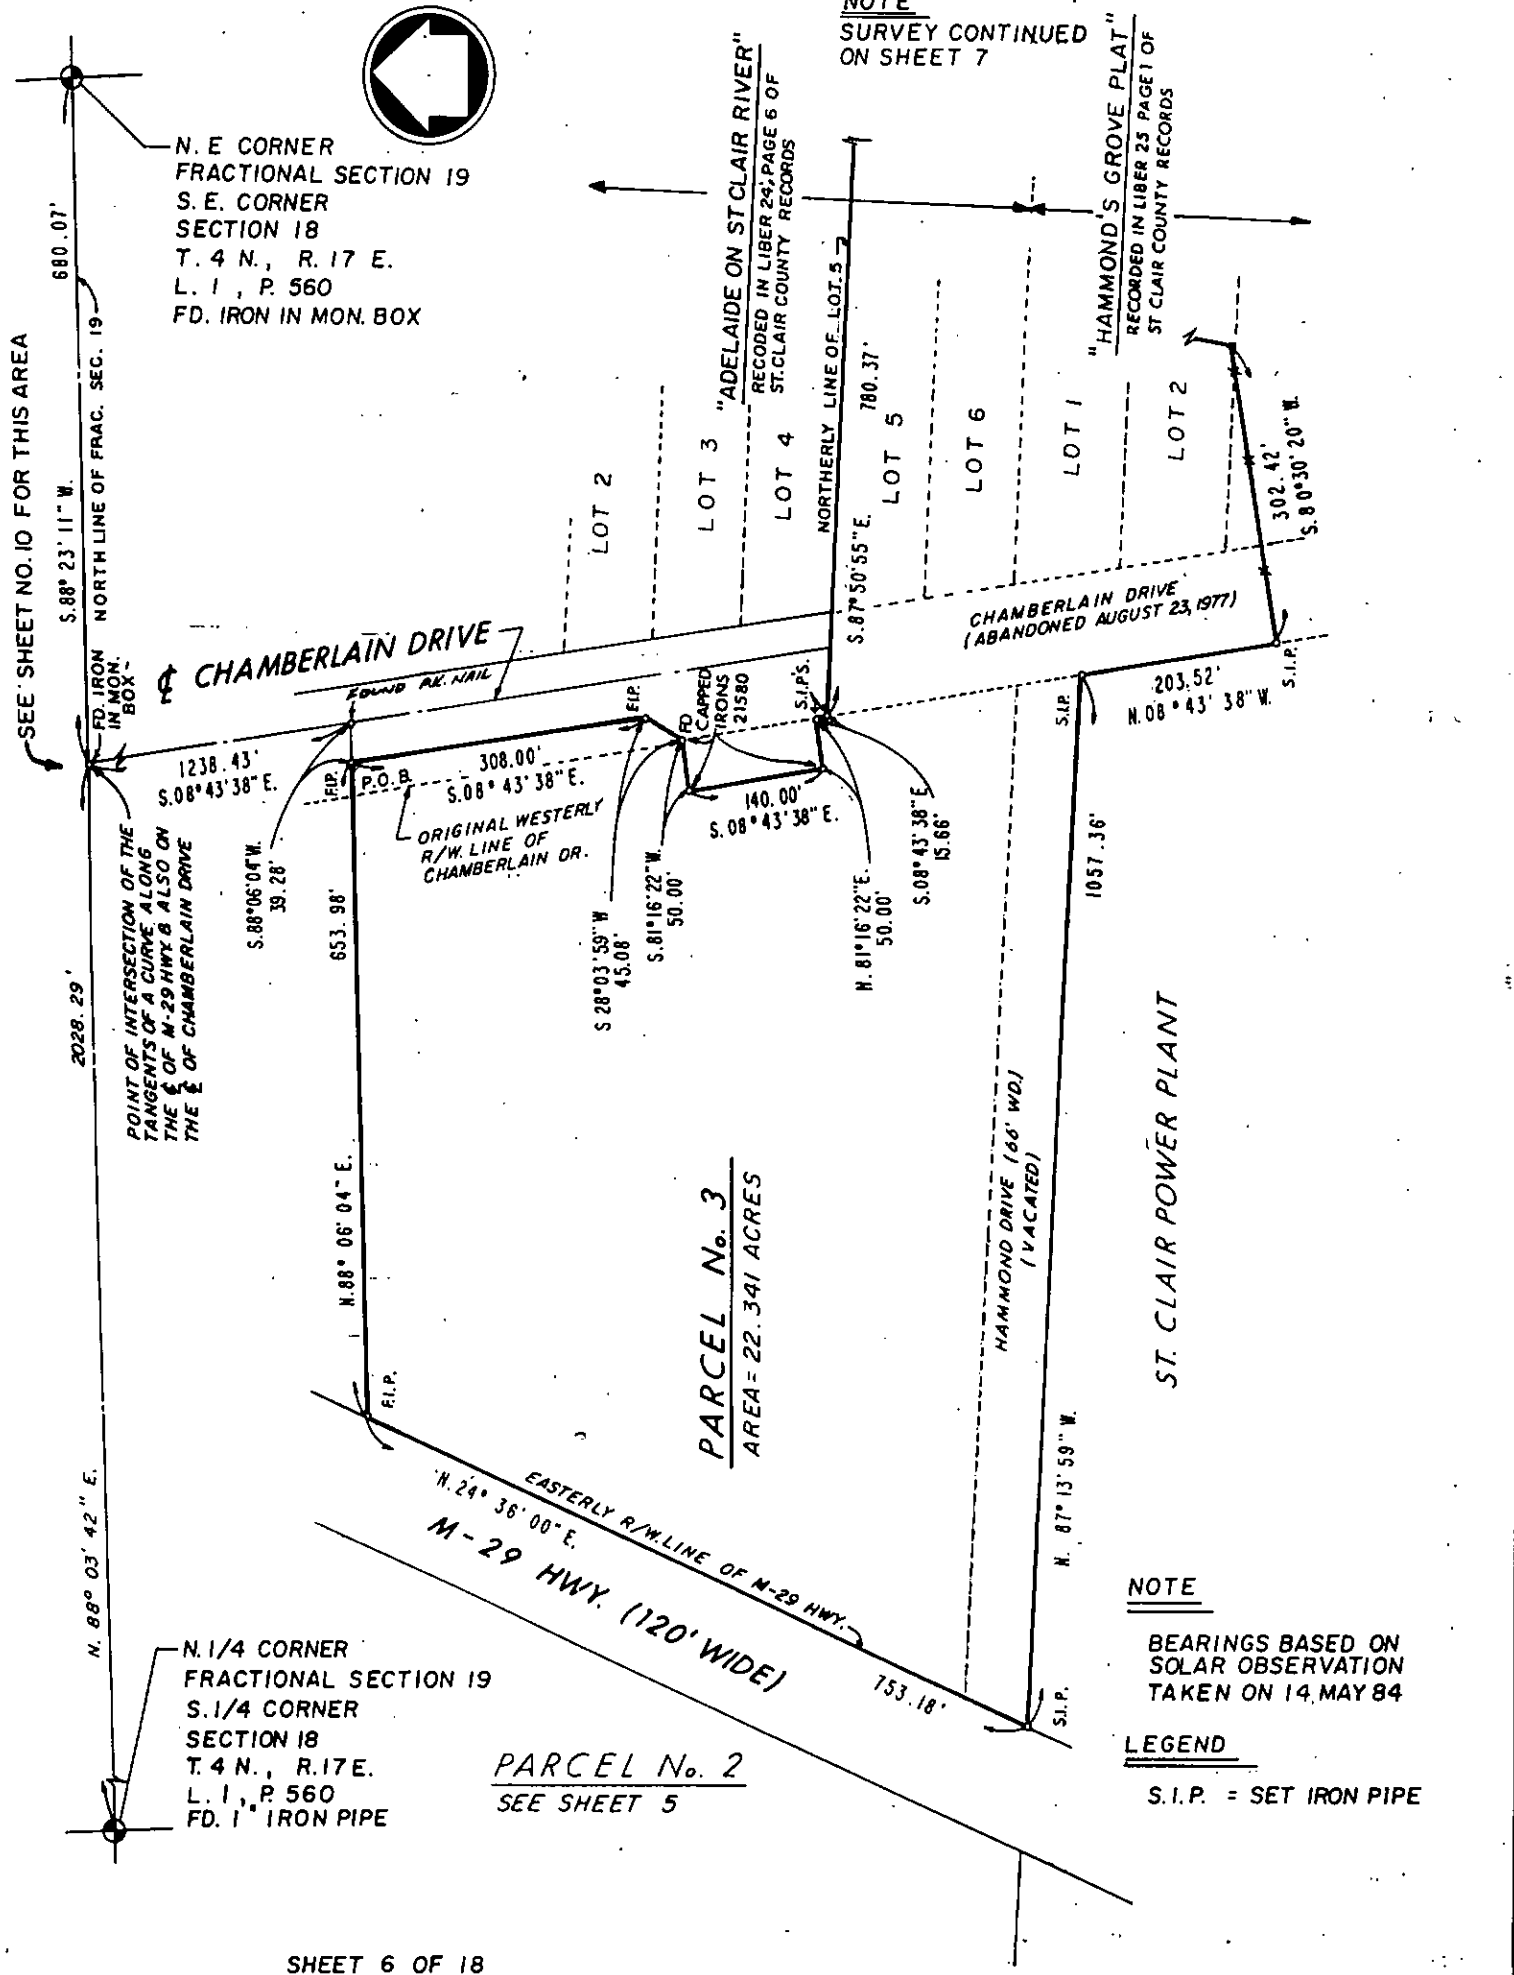 NOTE
SURVEY CONTINUED
ON SHEET 7
N. E CORNER
FRACTIONAL SECTION 19
S. E. CORNER
SECTION 18
T. 4 N., R. 17 E.
L. 1 , P. 560
FD. IRON IN MON. BOX
680.07'
S.88° 23' 11" W.
NORTH LINE OF FRAC. SEC. 19
SEE SHEET NO. 10 FOR THIS AREA
FD. IRON
IN MON.
BOX
"ADELAIDE ON ST CLAIR RIVER"
RECODED IN LIBER 24, PAGE 6 OF
ST. CLAIR COUNTY RECORDS
"HAMMOND'S GROVE PLAT"
RECORDED IN LIBER 25 PAGE 1 OF
ST CLAIR COUNTY RECORDS
LOT 2
LOT 3
LOT 4
NORTHERLY LINE OF LOT 5
780.37'
S.87° 50' 55" E.
LOT 5
LOT 6
LOT 1
LOT 2
302.42'
S.80° 30' 20" W.
℄ CHAMBERLAIN DRIVE
FOUND P.K. NAIL
CHAMBERLAIN DRIVE
(ABANDONED AUGUST 23, 1977)
203.52'
N.08° 43' 38" W.
S.I.P.
S.I.P.
S.I.P'S.
F.I.P.
FD
CAPPED
IRONS
21580
1238.43'
S.08° 43' 38" E.
F.I.P.
P.O.B.
308.00'
S.08° 43' 38" E.
ORIGINAL WESTERLY
R/W. LINE OF
CHAMBERLAIN DR.
140.00'
S.08° 43' 38" E.
S.88°06'04"W.
39.28'
S 28°03'59" W
45.08'
S.81°16'22" W.
50.00'
N.81°16'22" E.
50.00'
S.08°43'38" E
15.66'
POINT OF INTERSECTION OF THE
TANGENTS OF A CURVE ALONG
THE ℄ OF M-29 HWY & ALSO ON
THE ℄ OF CHAMBERLAIN DRIVE
2028.29'
N. 88° 03' 42" E.
653.98'
N.88° 06' 04" E.
F.I.P.
1057.36'
N. 87° 13' 59" W.
HAMMOND DRIVE (66' WD.)
(VACATED)
ST. CLAIR POWER PLANT
PARCEL No. 3
AREA = 22.341 ACRES
N. 24° 36' 00" E.
EASTERLY R/W. LINE OF M-29 HWY.
753.18'
M-29 HWY. (120' WIDE)
S.I.P.
N. 1/4 CORNER
FRACTIONAL SECTION 19
S. 1/4 CORNER
SECTION 18
T. 4 N., R. 17 E.
L. 1 , P. 560
FD. 1" IRON PIPE
PARCEL No. 2
SEE SHEET 5
NOTE
BEARINGS BASED ON
SOLAR OBSERVATION
TAKEN ON 14 MAY 84
LEGEND
S.I.P. = SET IRON PIPE
SHEET 6 OF 18